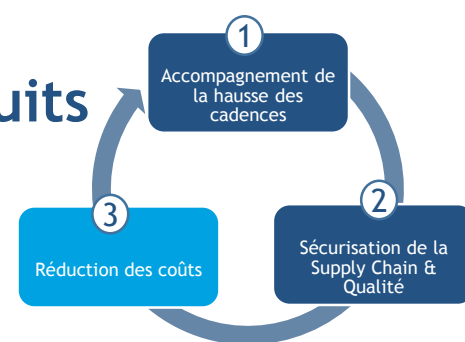 1
Accompagnement de
la hausse des
cadences
uits
2
Sécurisation de la
Supply Chain &
Qualité
3
Réduction des coûts